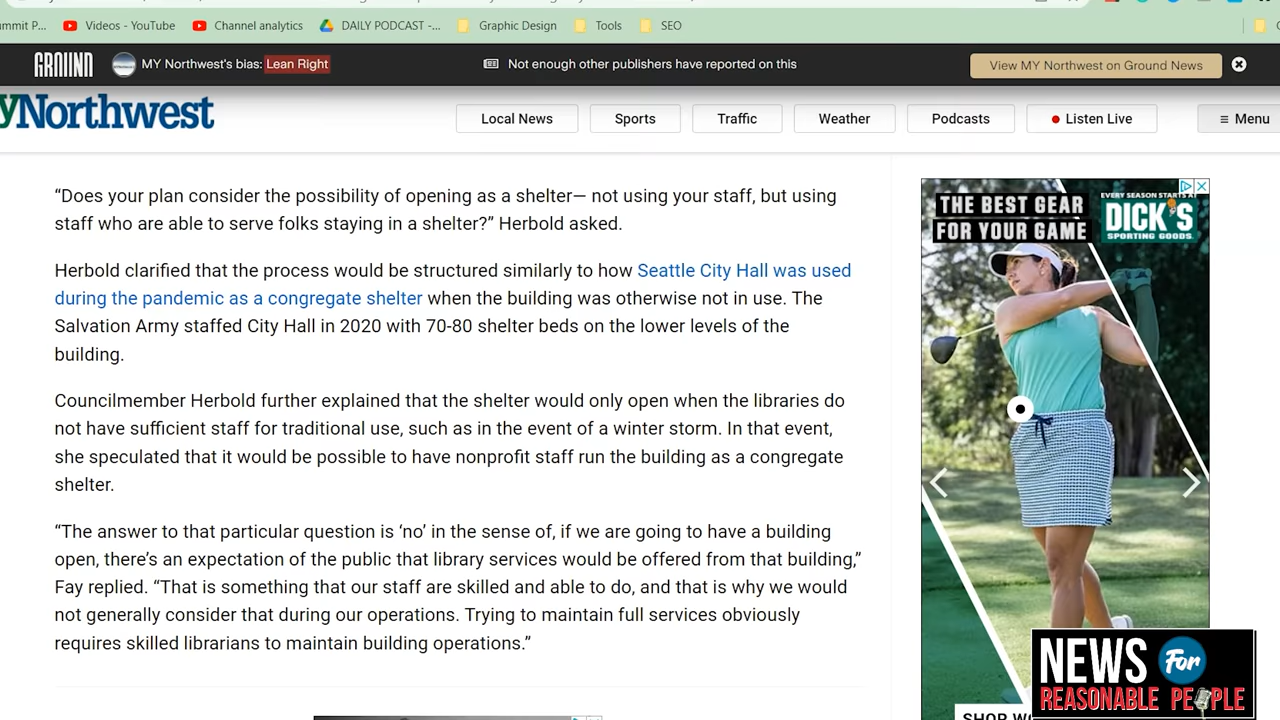 ummit P...
Videos - YouTube
Channel analytics
DAILY PODCAST -...
Graphic Design
Tools
SEO
GROUND
MY Northwest's bias: Lean Right
Not enough other publishers have reported on this
View MY Northwest on Ground News
yNorthwest
Local News
Sports
Traffic
Weather
Podcasts
Listen Live
≡ Menu
“Does your plan consider the possibility of opening as a shelter— not using your staff, but using
staff who are able to serve folks staying in a shelter?” Herbold asked.
Herbold clarified that the process would be structured similarly to how Seattle City Hall was used
during the pandemic as a congregate shelter when the building was otherwise not in use. The
Salvation Army staffed City Hall in 2020 with 70-80 shelter beds on the lower levels of the
building.
Councilmember Herbold further explained that the shelter would only open when the libraries do
not have sufficient staff for traditional use, such as in the event of a winter storm. In that event,
she speculated that it would be possible to have nonprofit staff run the building as a congregate
shelter.
“The answer to that particular question is ‘no’ in the sense of, if we are going to have a building
open, there’s an expectation of the public that library services would be offered from that building,”
Fay replied. “That is something that our staff are skilled and able to do, and that is why we would
not generally consider that during our operations. Trying to maintain full services obviously
requires skilled librarians to maintain building operations.”
THE BEST GEAR
FOR YOUR GAME
EVERY SEASON STARTS AT
DICK'S
SPORTING GOODS
SHOP WO
NEWS For
REASONABLE PEOPLE